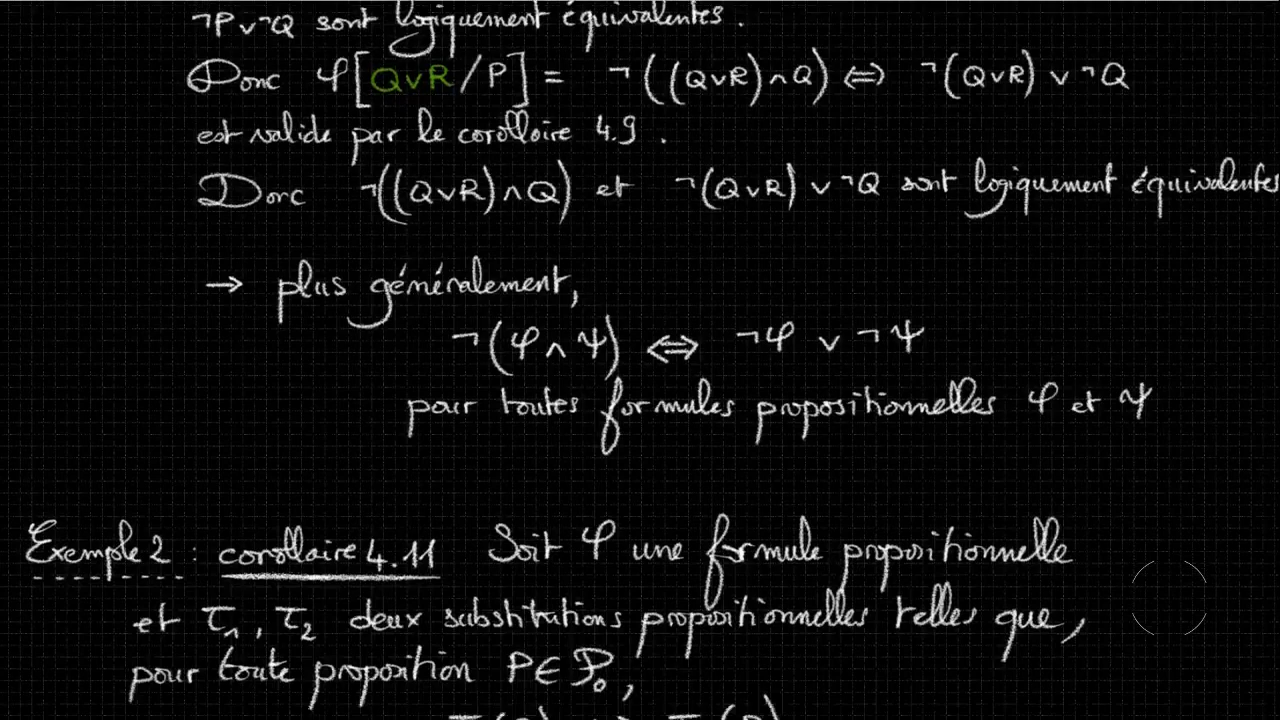 ¬P∨¬Q sont logiquement équivalentes.
Donc φ[Q∨R/P] = ¬((Q∨R)∧Q) ⇔ ¬(Q∨R) ∨ ¬Q
est valide par le corollaire 4.9.
Donc ¬((Q∨R)∧Q) et ¬(Q∨R) ∨ ¬Q sont logiquement équivalentes
→ plus généralement,
¬(φ∧ψ) ⇔ ¬φ ∨ ¬ψ
pour toutes formules propositionnelles φ et ψ
Exemple 2 : corollaire 4.11 Soit φ une formule propositionnelle
et τ₁, τ₂ deux substitutions propositionnelles telles que,
pour toute proposition P∈𝒫₀,